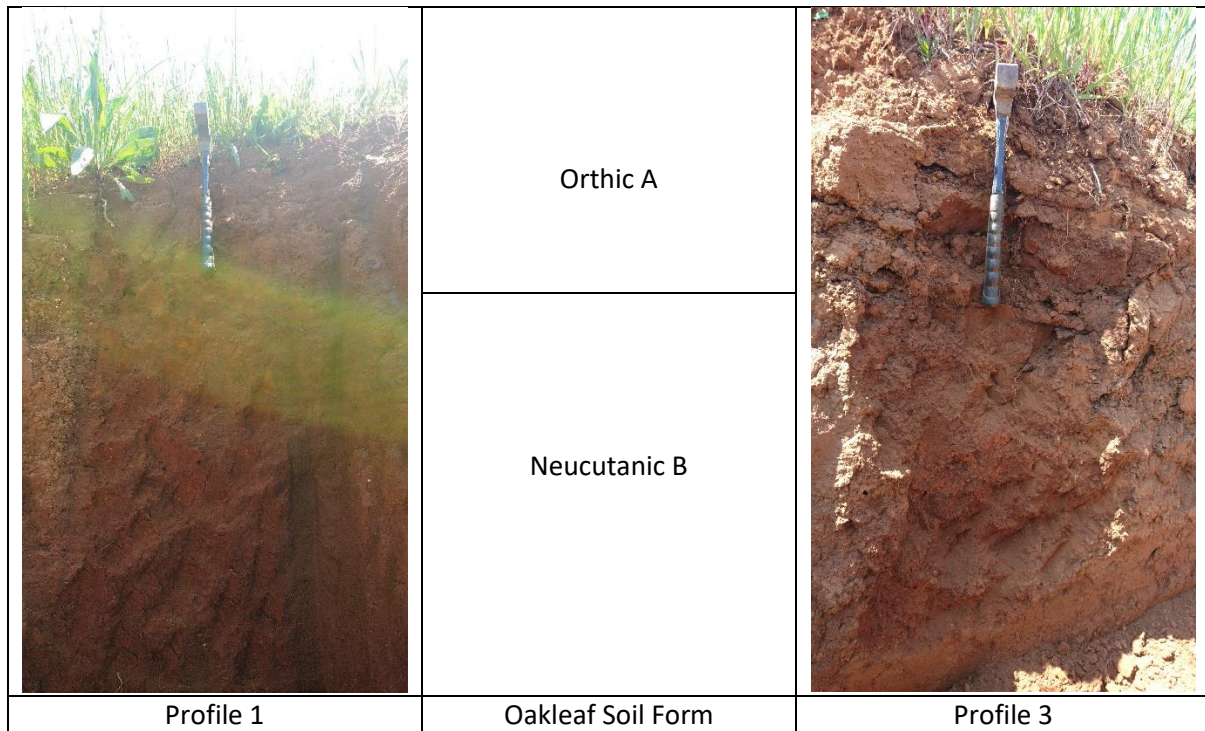 Orthic A
Neucutanic B
Profile 1
Oakleaf Soil Form
Profile 3